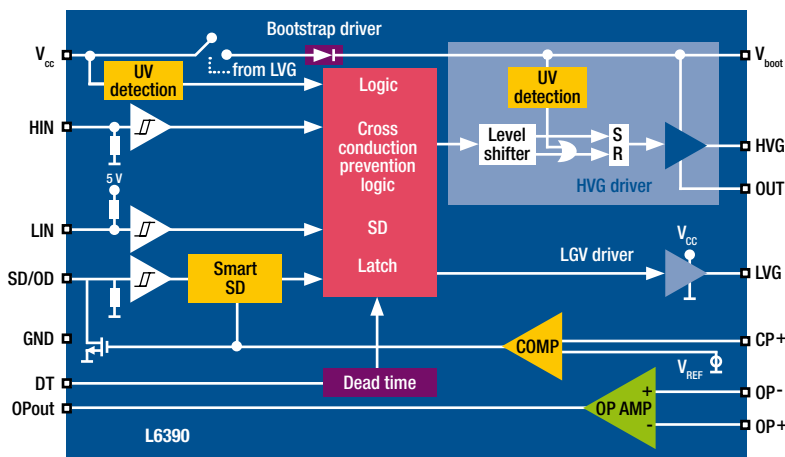 Bootstrap driver
Vcc
Vboot
from LVG
UV
detection
Logic
UV
detection
HIN
Cross
conduction
prevention
logic
Level
shifter
S
R
HVG
5 V
HVG driver
OUT
LIN
SD
VCC
LGV driver
SD/OD
Smart
SD
Latch
LVG
GND
COMP
CP+
VREF
DT
Dead time
OP-
OPout
OP AMP
+
-
OP+
L6390